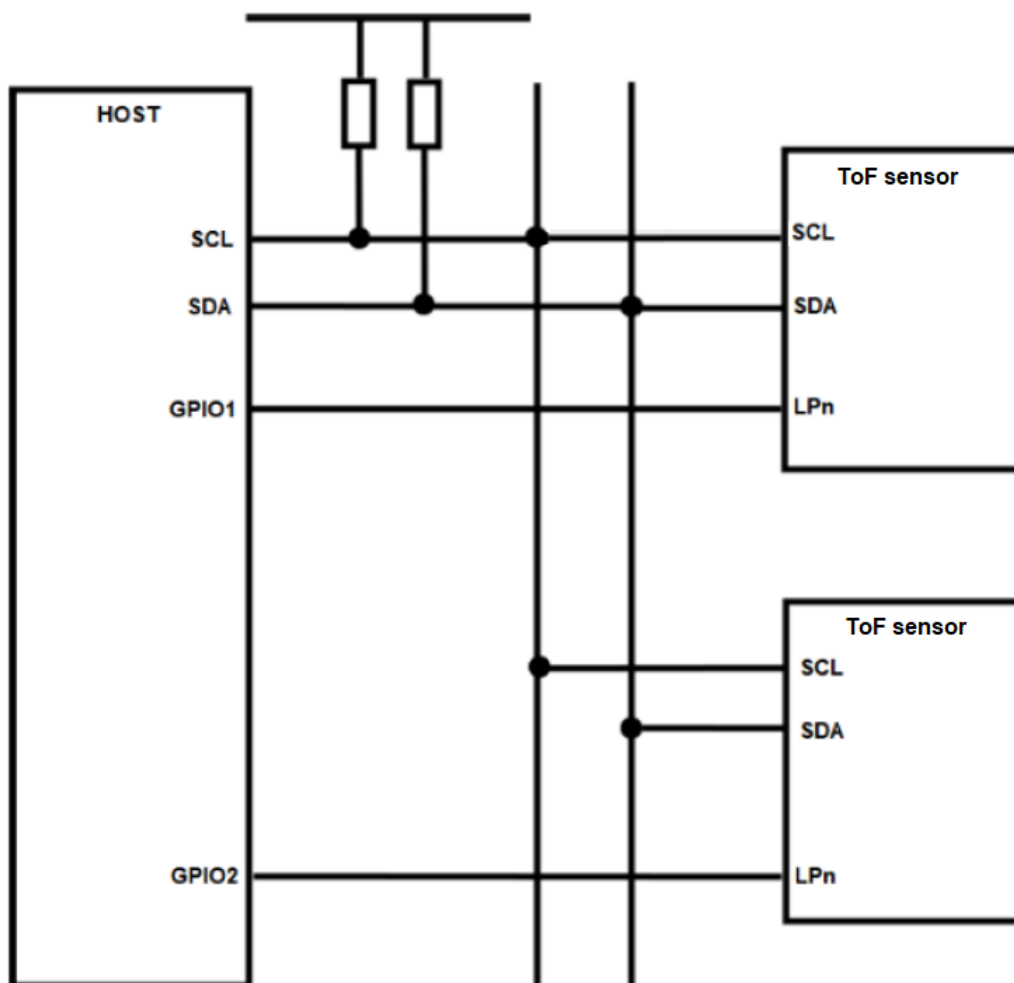 HOST
ToF sensor
SCL
SCL
SDA
SDA
GPIO1
LPn
ToF sensor
SCL
SDA
GPIO2
LPn